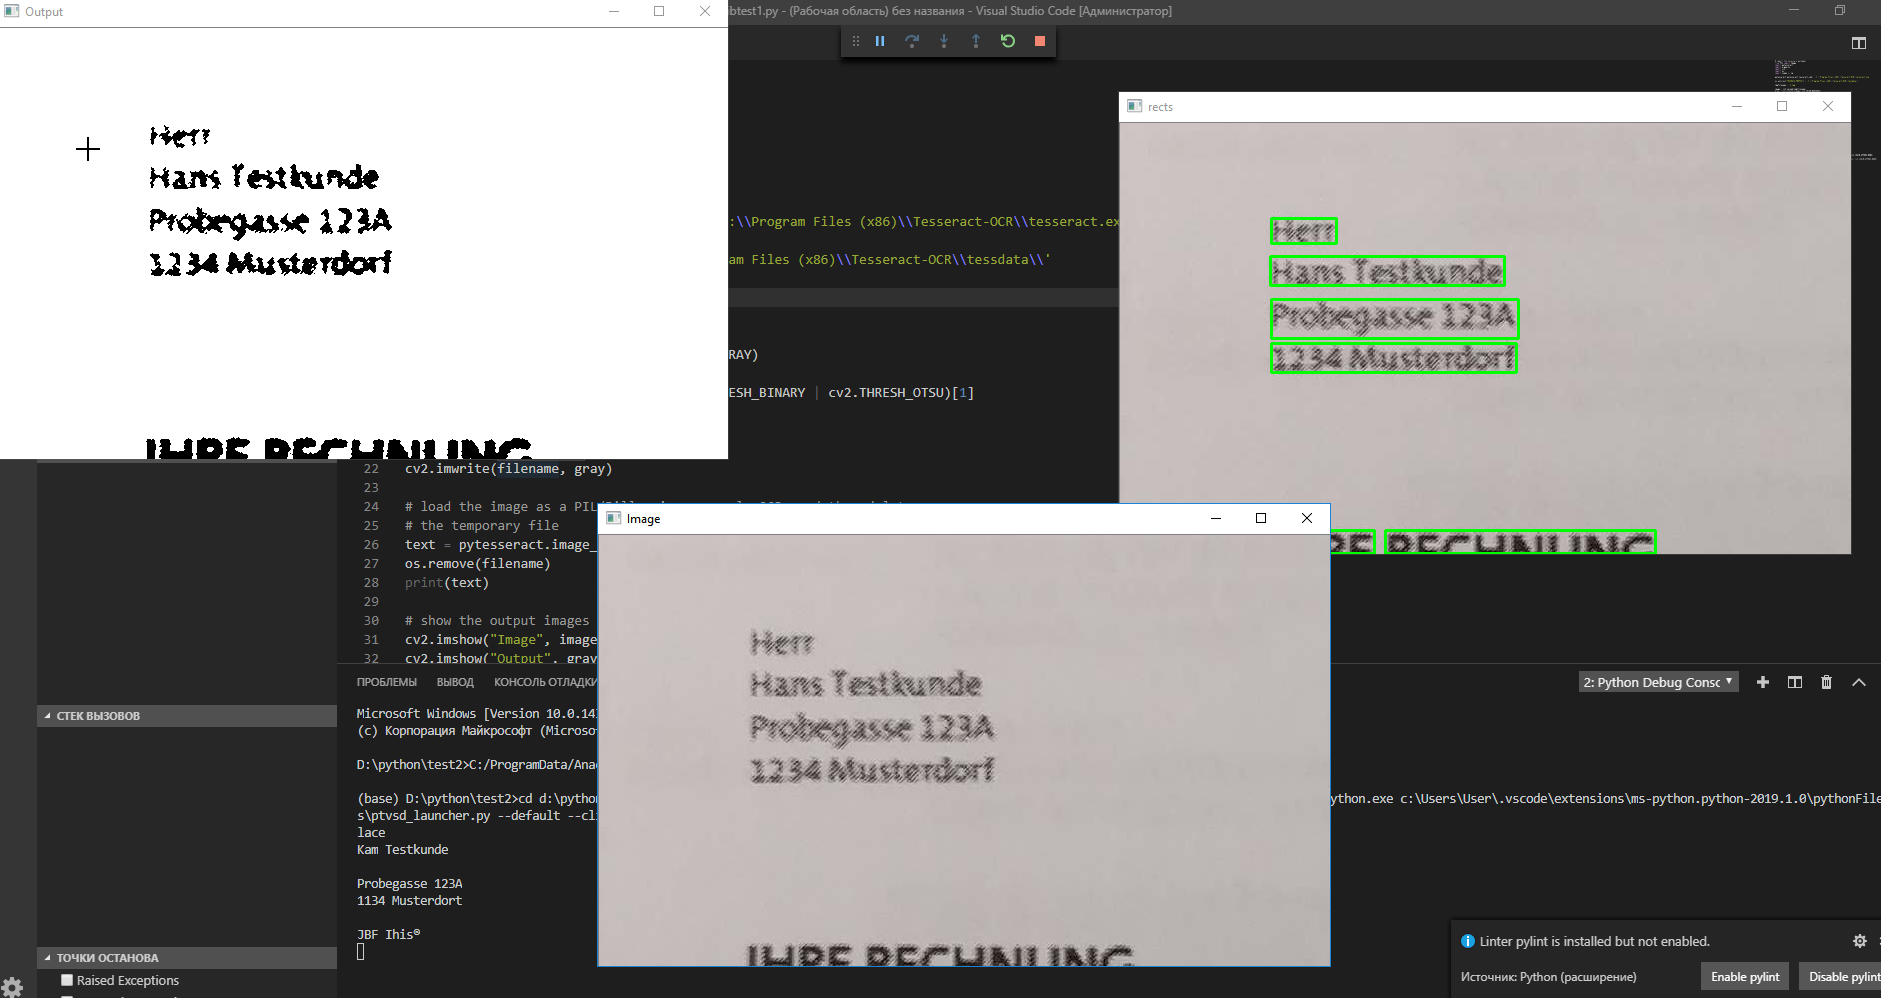 Output
btest1.py - (Рабочая область) без названия - Visual Studio Code [Администратор]
Herr
Hans Testkunde
Probegasse 123A
1234 Musterdorf
IHRE RECHNUNG
:\\Program Files (x86)\\Tesseract-OCR\\tesseract.ex
am Files (x86)\\Tesseract-OCR\\tessdata\\'
RAY)
ESH_BINARY | cv2.THRESH_OTSU)[1]
rects
Herr
Hans Testkunde
Probegasse 123A
1234 Musterdorf
RE RECHNUNG
22 cv2.imwrite(filename, gray)
23
24 # load the image as a PIL
25 # the temporary file
26 text = pytesseract.image_
27 os.remove(filename)
28 print(text)
29
30 # show the output images
31 cv2.imshow("Image", image
32 cv2.imshow("Output", gray
Image
Herr
Hans Testkunde
Probegasse 123A
1234 Musterdorf
IHRE RECHNUNG
ПРОБЛЕМЫ ВЫВОД КОНСОЛЬ ОТЛАДКИ
2: Python Debug Consc
Microsoft Windows [Version 10.0.14
(c) Корпорация Майкрософт (Microso
D:\python\test2>C:/ProgramData/Ana
(base) D:\python\test2>cd d:\python
ython.exe c:\Users\User\.vscode\extensions\ms-python.python-2019.1.0\pythonFile
s\ptvsd_launcher.py --default --cli
lace
Kam Testkunde
Probegasse 123A
1134 Musterdort
JBF Ihis®
СТЕК ВЫЗОВОВ
ТОЧКИ ОСТАНОВА
Raised Exceptions
Linter pylint is installed but not enabled.
Источник: Python (расширение)
Enable pylint
Disable pylint